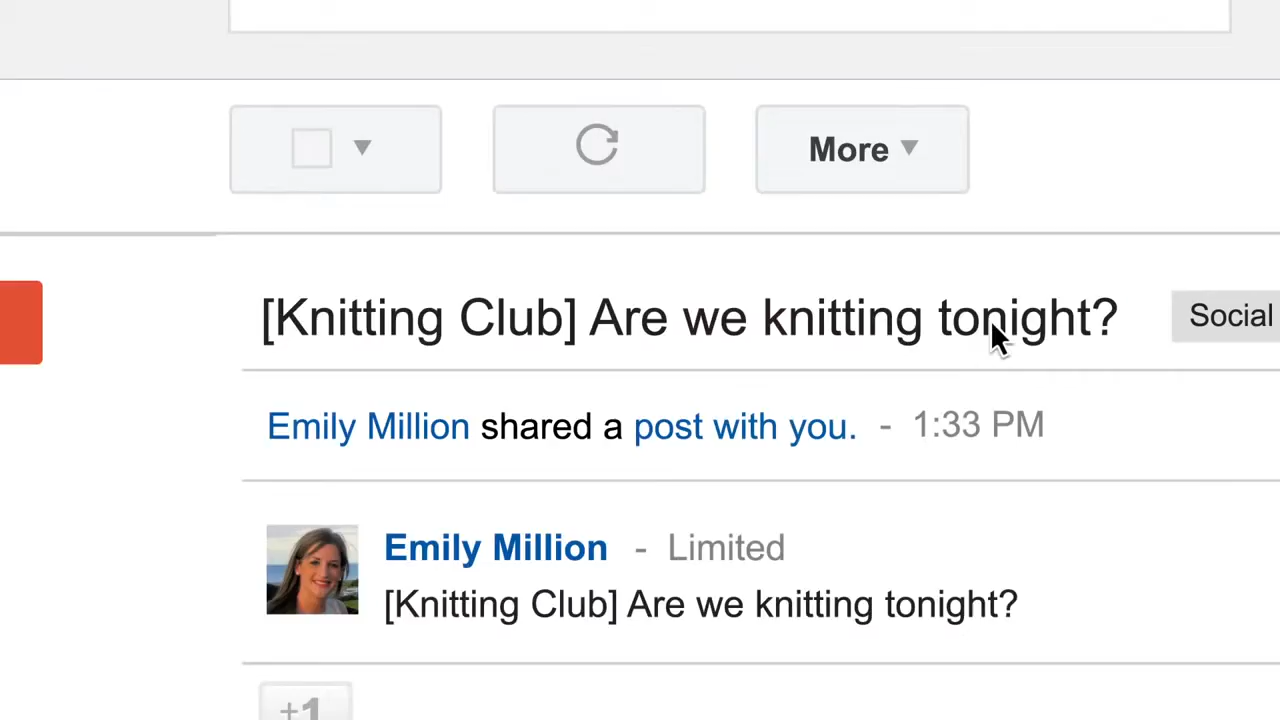 More
[Knitting Club] Are we knitting tonight? Social
Emily Million shared a post with you. - 1:33 PM
Emily Million - Limited
[Knitting Club] Are we knitting tonight?
+1